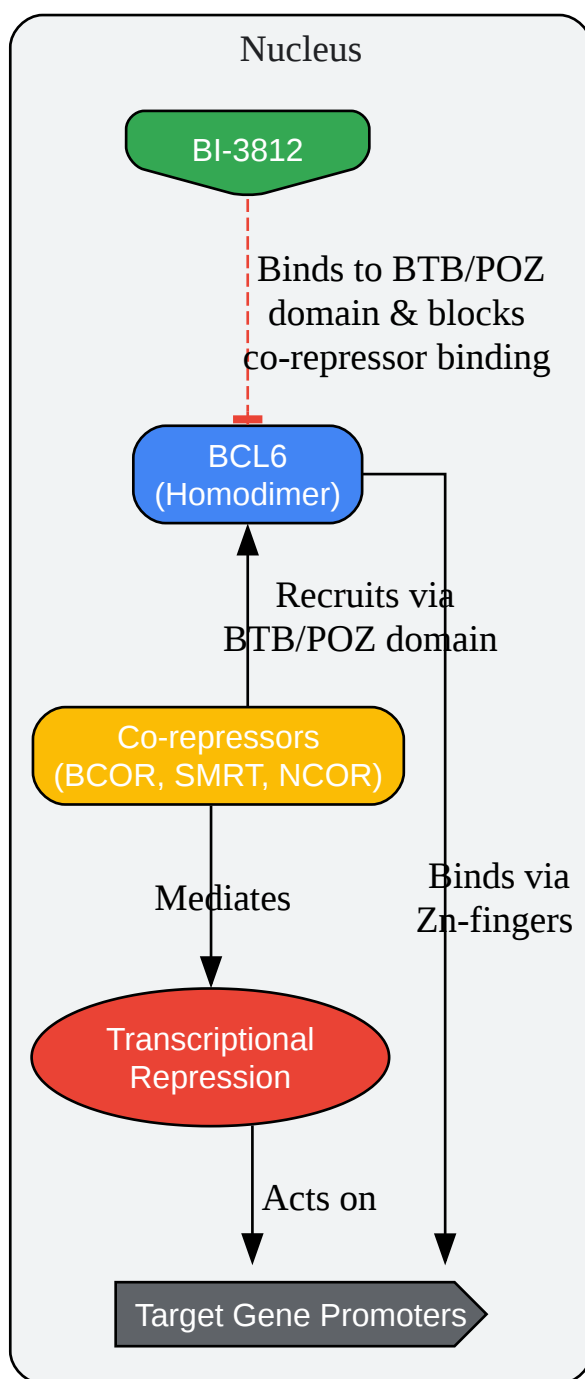 Nucleus
BI-3812
Binds to BTB/POZ
domain & blocks
co-repressor binding
BCL6
(Homodimer)
Recruits via
BTB/POZ domain
Co-repressors
(BCOR, SMRT, NCOR)
Mediates
Binds via
Zn-fingers
Transcriptional
Repression
Acts on
Target Gene Promoters